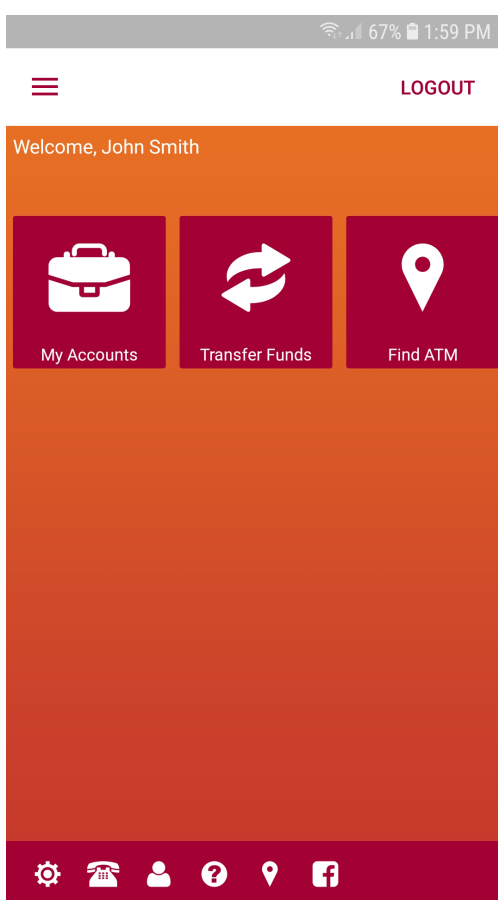 67% 1:59 PM
LOGOUT
Welcome, John Smith
My Accounts Transfer Funds Find ATM